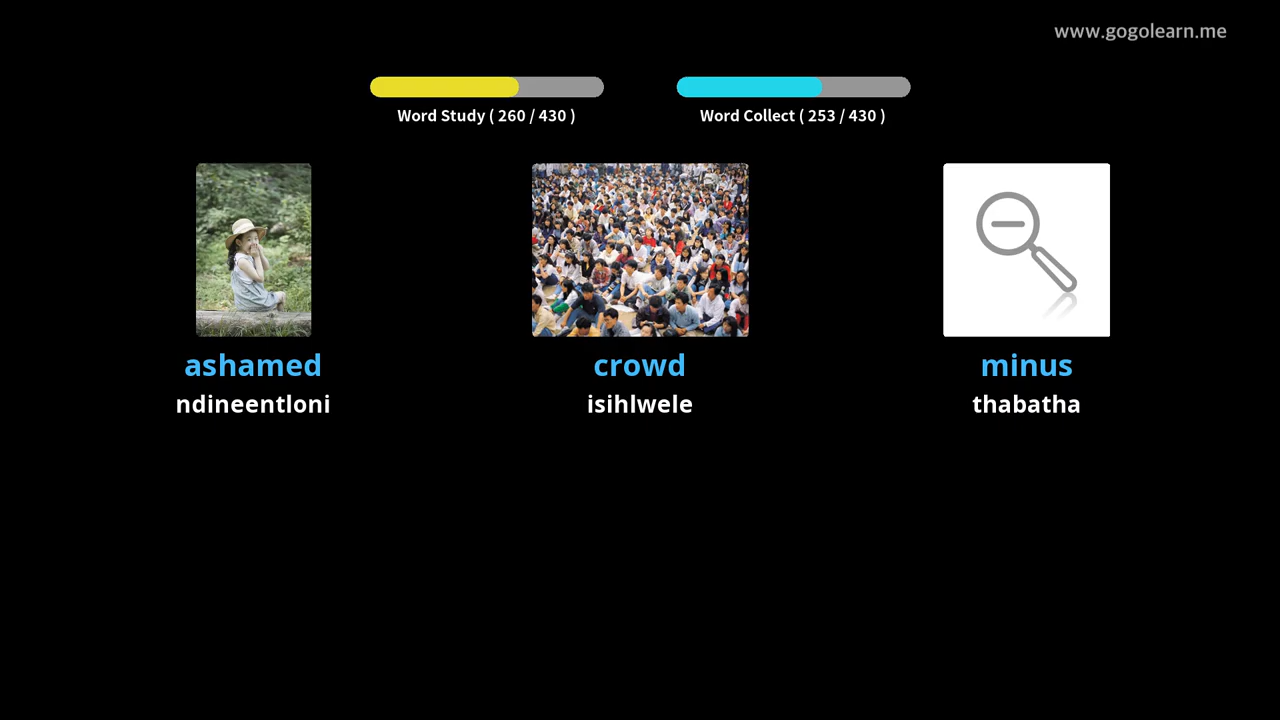 www.gogolearn.me
Word Study ( 260 / 430 )
Word Collect ( 253 / 430 )
ashamed
ndineentloni
crowd
isihlwele
minus
thabatha